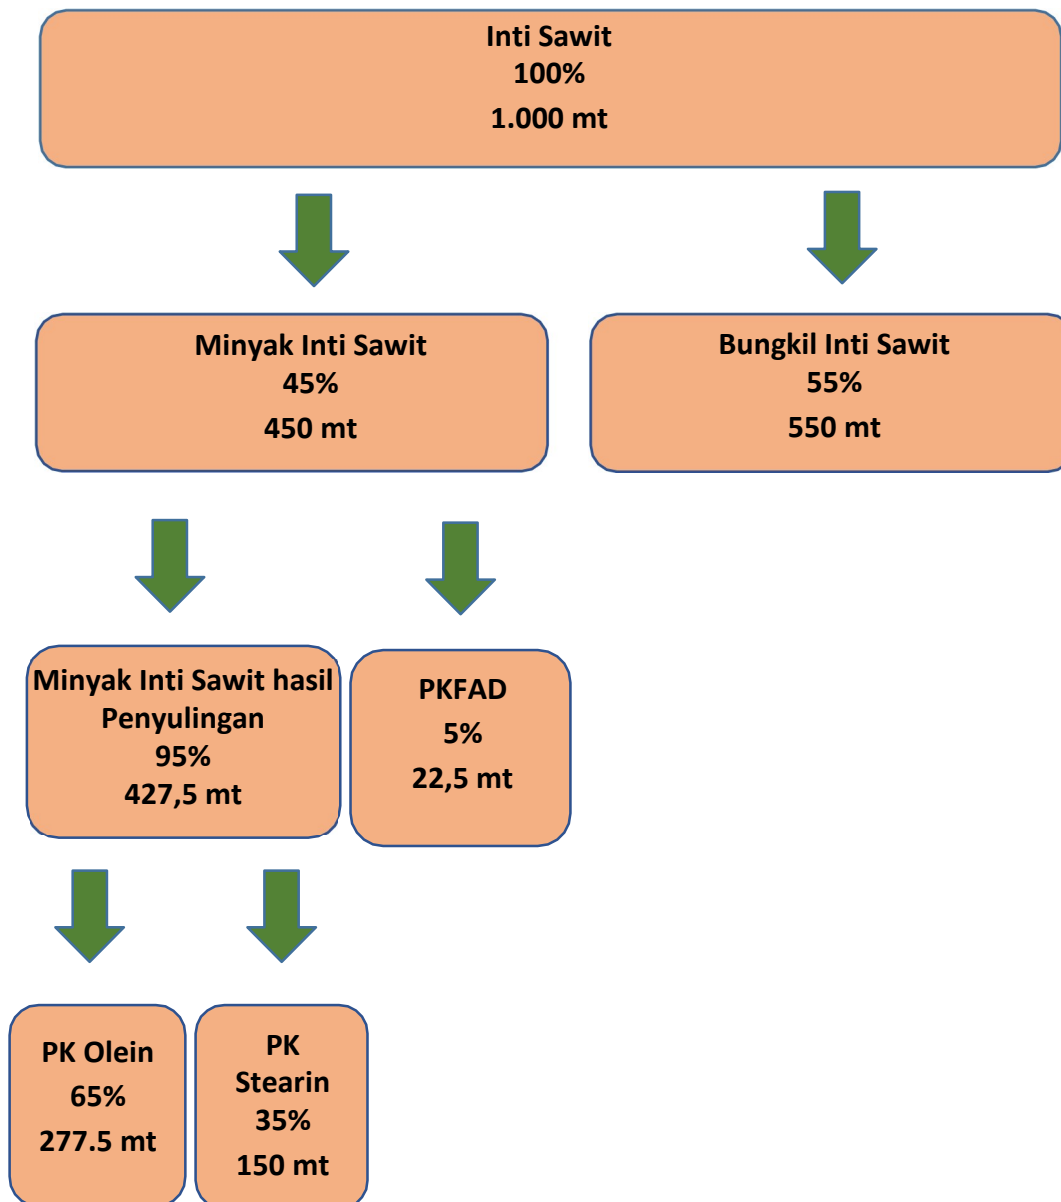 Inti Sawit
100%
1.000 mt
Minyak Inti Sawit
45%
450 mt
Bungkil Inti Sawit
55%
550 mt
Minyak Inti Sawit hasil
Penyulingan
95%
427,5 mt
PKFAD
5%
22,5 mt
PK Olein
65%
277.5 mt
PK
Stearin
35%
150 mt